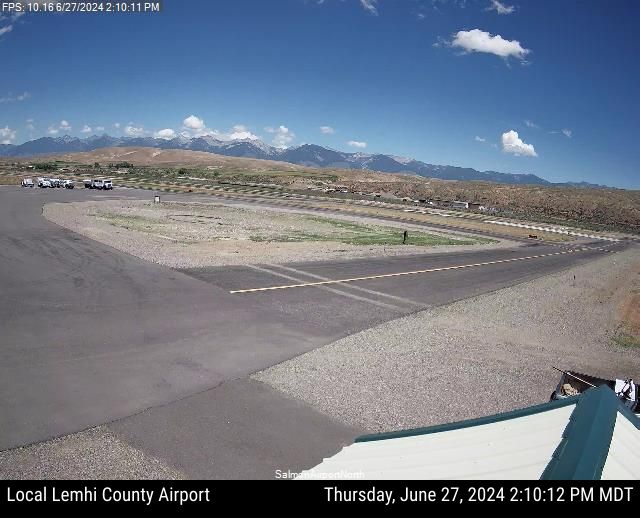 FPS: 10.16 6/27/2024 2:10:11 PM
SalmonAirportNorth
Local Lemhi County Airport Thursday, June 27, 2024 2:10:12 PM MDT